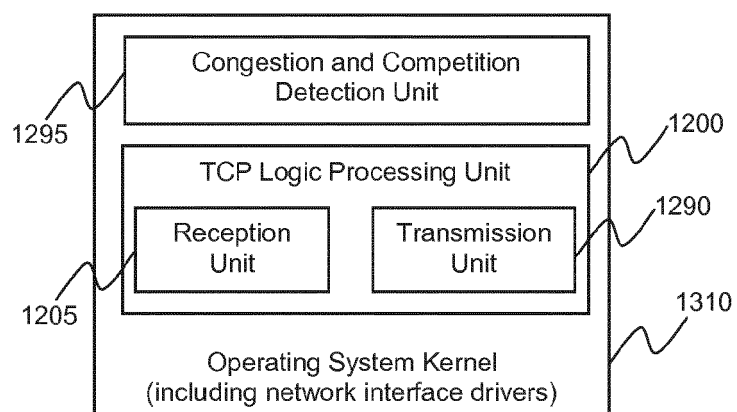 Congestion and Competition
Detection Unit
1295
1200
TCP Logic Processing Unit
1290
Reception
Unit
Transmission
Unit
1205
1310
Operating System Kernel
(including network interface drivers)